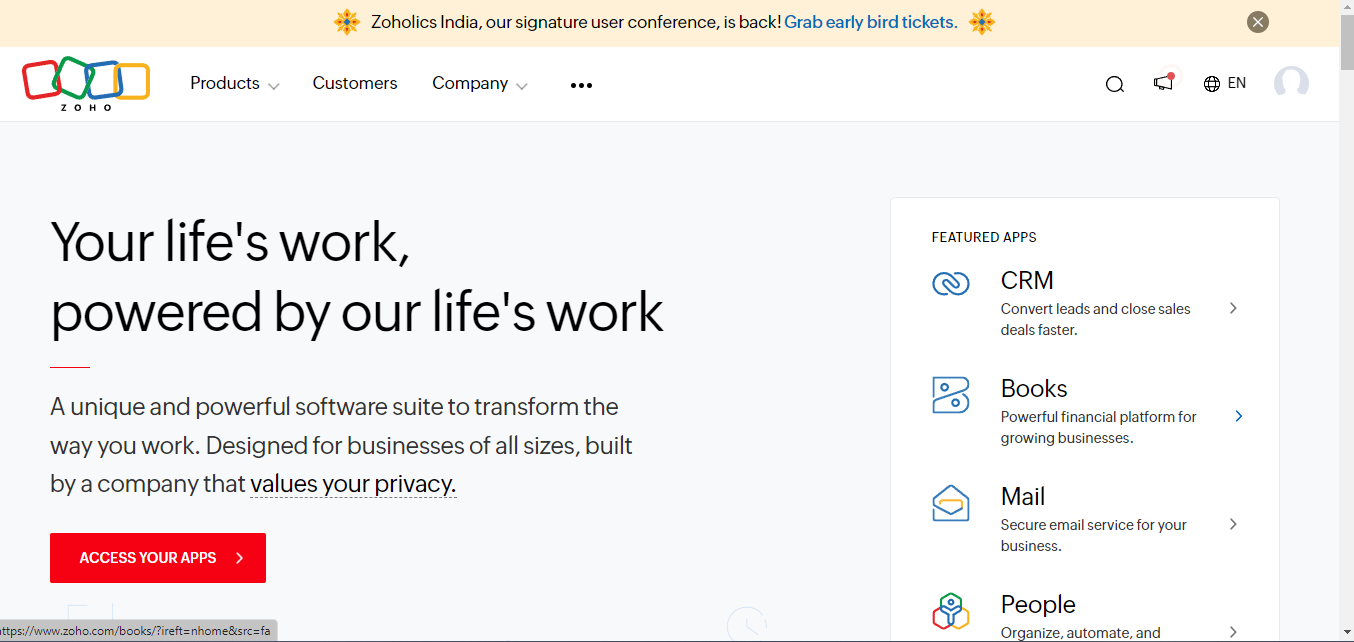 Zoholics India, our signature user conference, is back! Grab early bird tickets.
ZOHO
Products
Customers
Company
EN
Your life's work,
powered by our life's work
A unique and powerful software suite to transform the
way you work. Designed for businesses of all sizes, built
by a company that values your privacy.
ACCESS YOUR APPS
FEATURED APPS
CRM
Convert leads and close sales
deals faster.
Books
Powerful financial platform for
growing businesses.
Mail
Secure email service for your
business.
People
Organize, automate, and
ttps://www.zoho.com/books/?ireft=nhome&src=fa